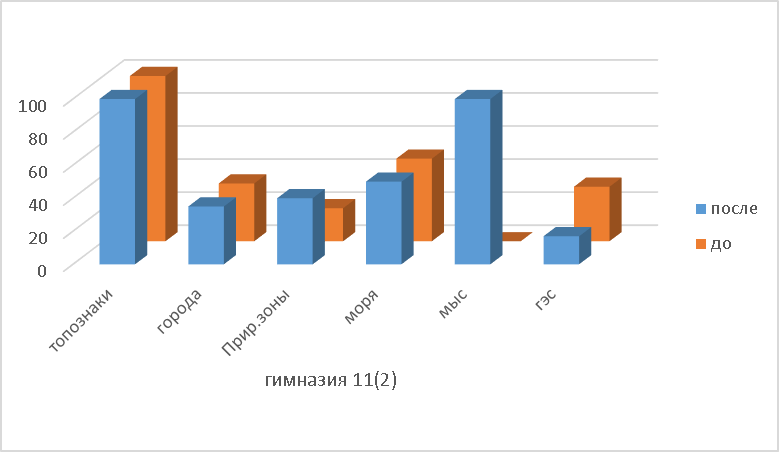 100
80
60
40
20
0
топознаки
города
Прир.зоны
моря
мыс
гэс
гимназия 11(2)
после
до